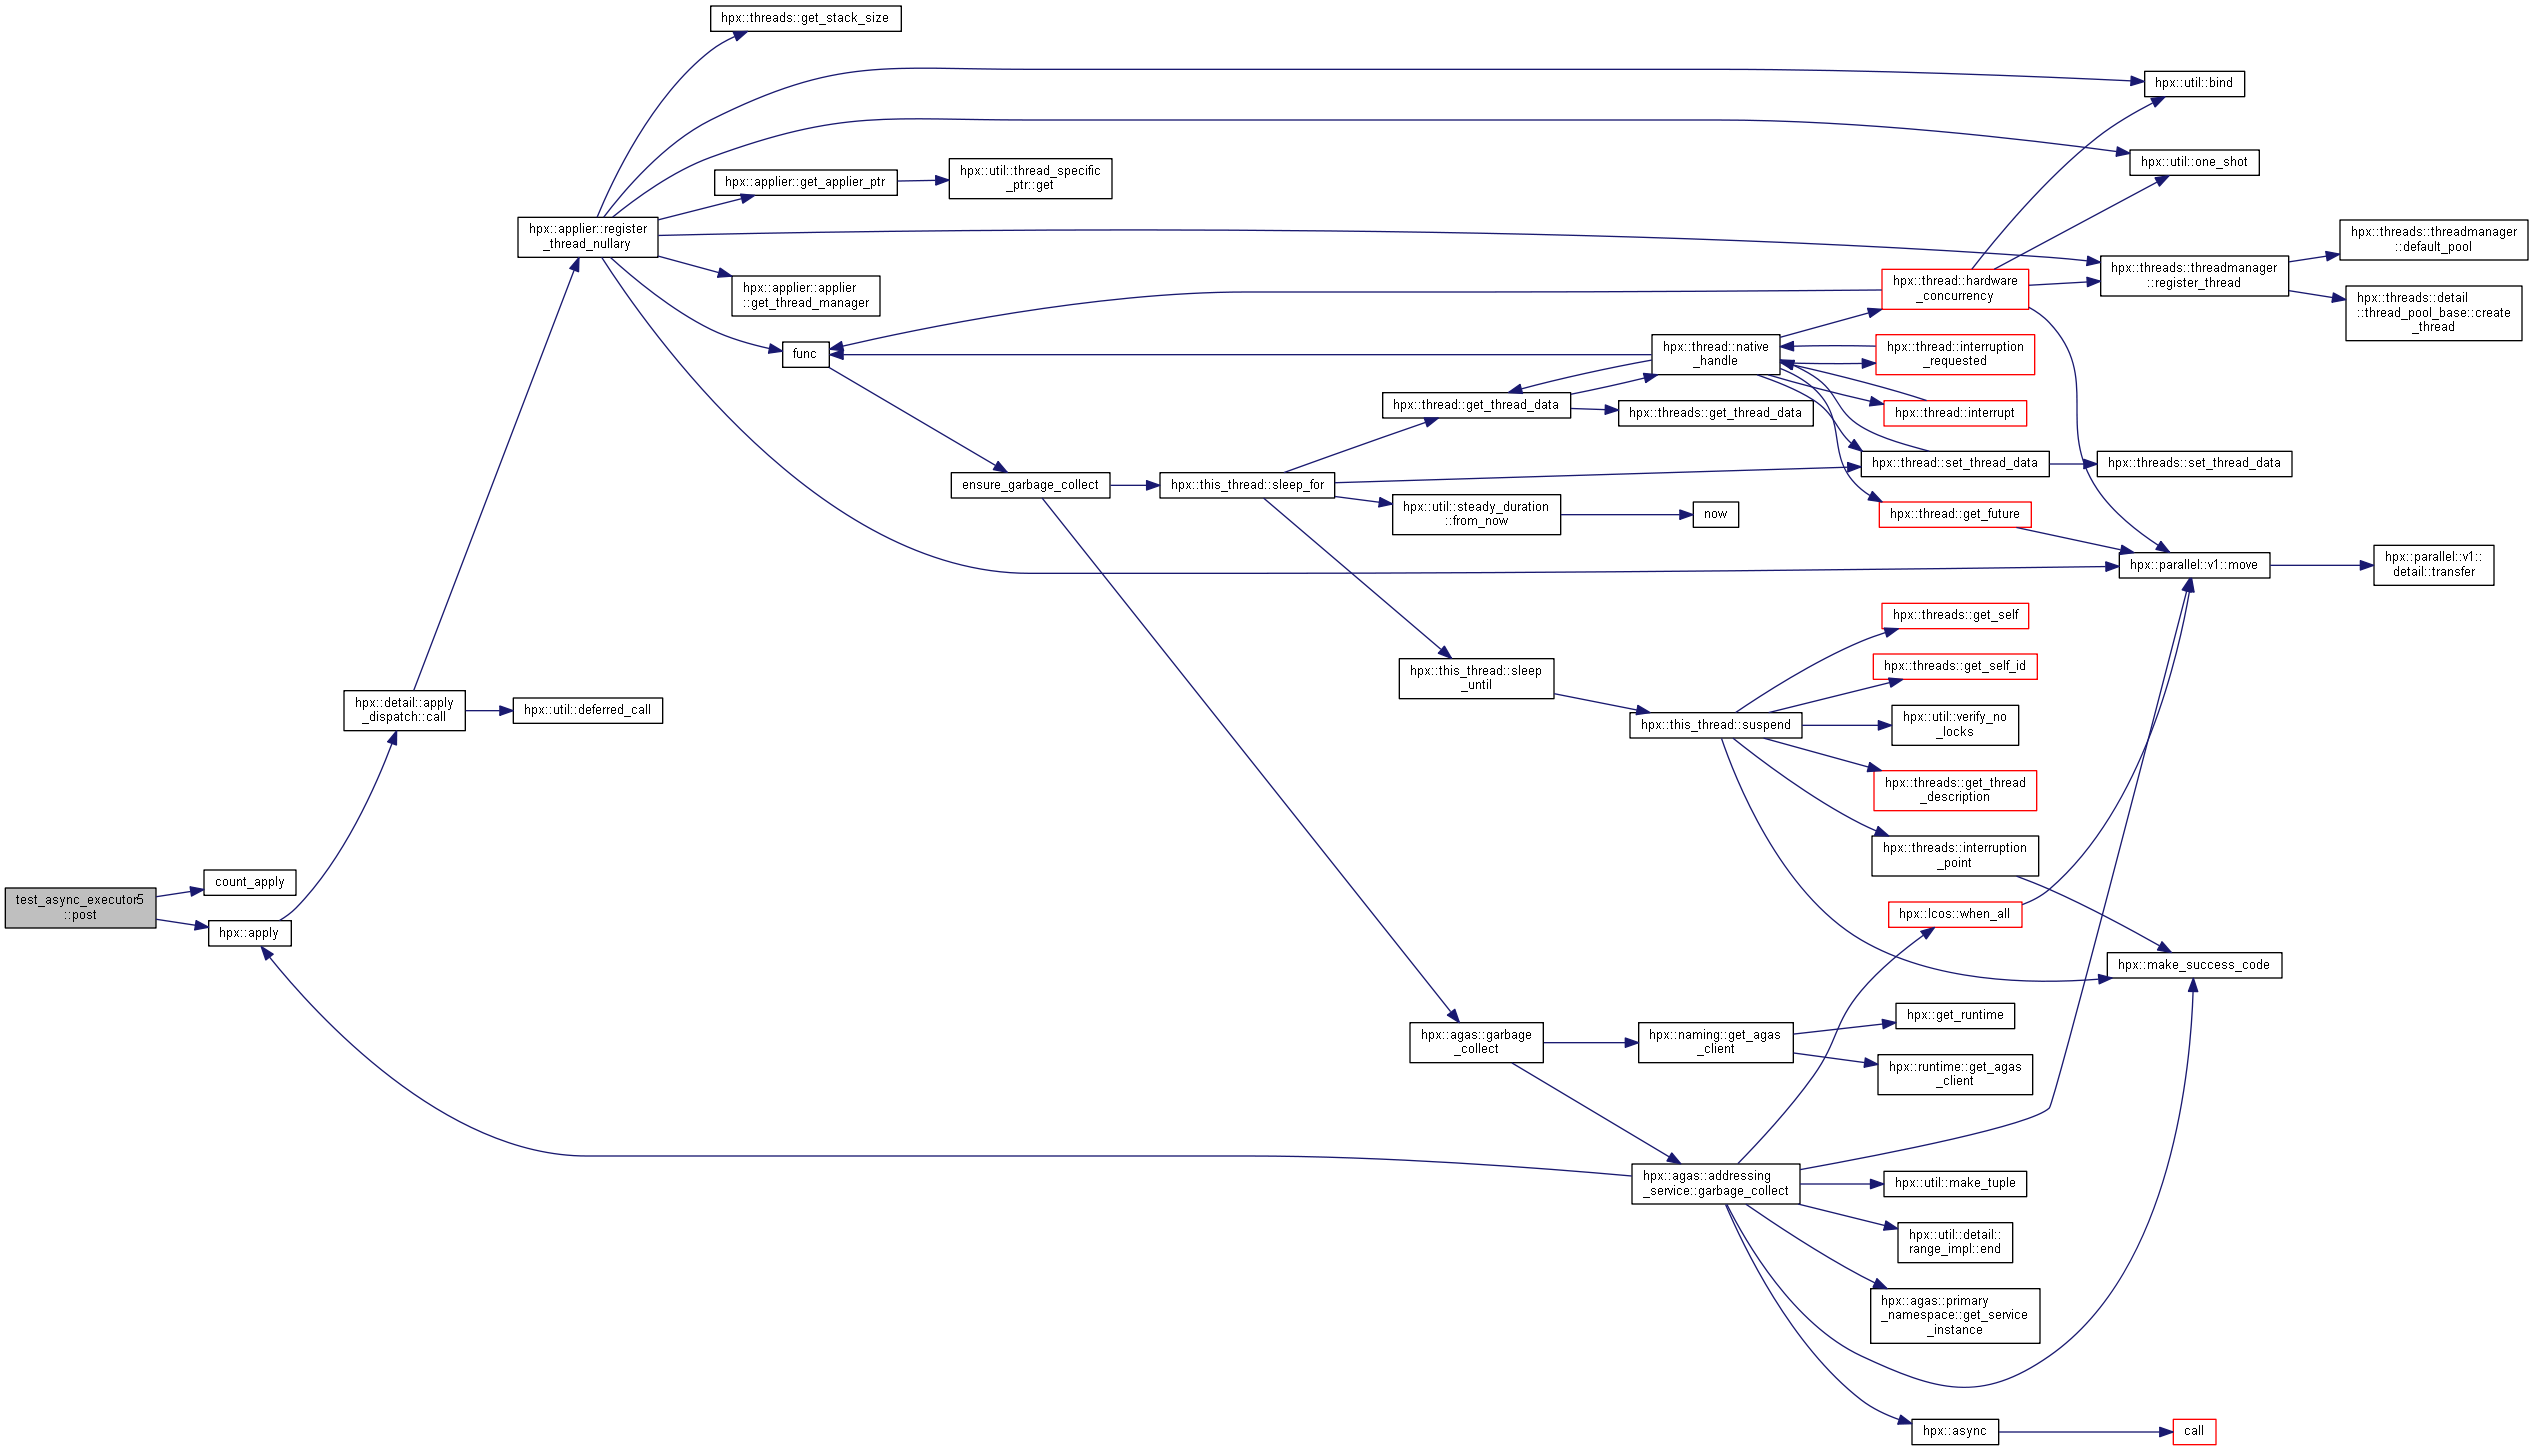 test_async_executor5
::post
count_apply
hpx::apply
hpx::detail::apply
_dispatch::call
hpx::util::deferred_call
hpx::applier::register
_thread_nullary
hpx::threads::get_stack_size
hpx::applier::get_applier_ptr
hpx::util::thread_specific
_ptr::get
hpx::applier::applier
::get_thread_manager
func
ensure_garbage_collect
hpx::this_thread::sleep_for
hpx::thread::get_thread_data
hpx::threads::get_thread_data
hpx::util::steady_duration
::from_now
now
hpx::this_thread::sleep
_until
hpx::this_thread::suspend
hpx::thread::native
_handle
hpx::thread::hardware
_concurrency
hpx::thread::interruption
_requested
hpx::thread::interrupt
hpx::thread::set_thread_data
hpx::threads::set_thread_data
hpx::thread::get_future
hpx::util::bind
hpx::util::one_shot
hpx::threads::threadmanager
::register_thread
hpx::threads::threadmanager
::default_pool
hpx::threads::detail
::thread_pool_base::create
_thread
hpx::parallel::v1::move
hpx::parallel::v1::
detail::transfer
hpx::threads::get_self
hpx::threads::get_self_id
hpx::util::verify_no
_locks
hpx::threads::get_thread
_description
hpx::threads::interruption
_point
hpx::lcos::when_all
hpx::make_success_code
hpx::agas::garbage
_collect
hpx::naming::get_agas
_client
hpx::get_runtime
hpx::runtime::get_agas
_client
hpx::agas::addressing
_service::garbage_collect
hpx::util::make_tuple
hpx::util::detail::
range_impl::end
hpx::agas::primary
_namespace::get_service
_instance
hpx::async
call